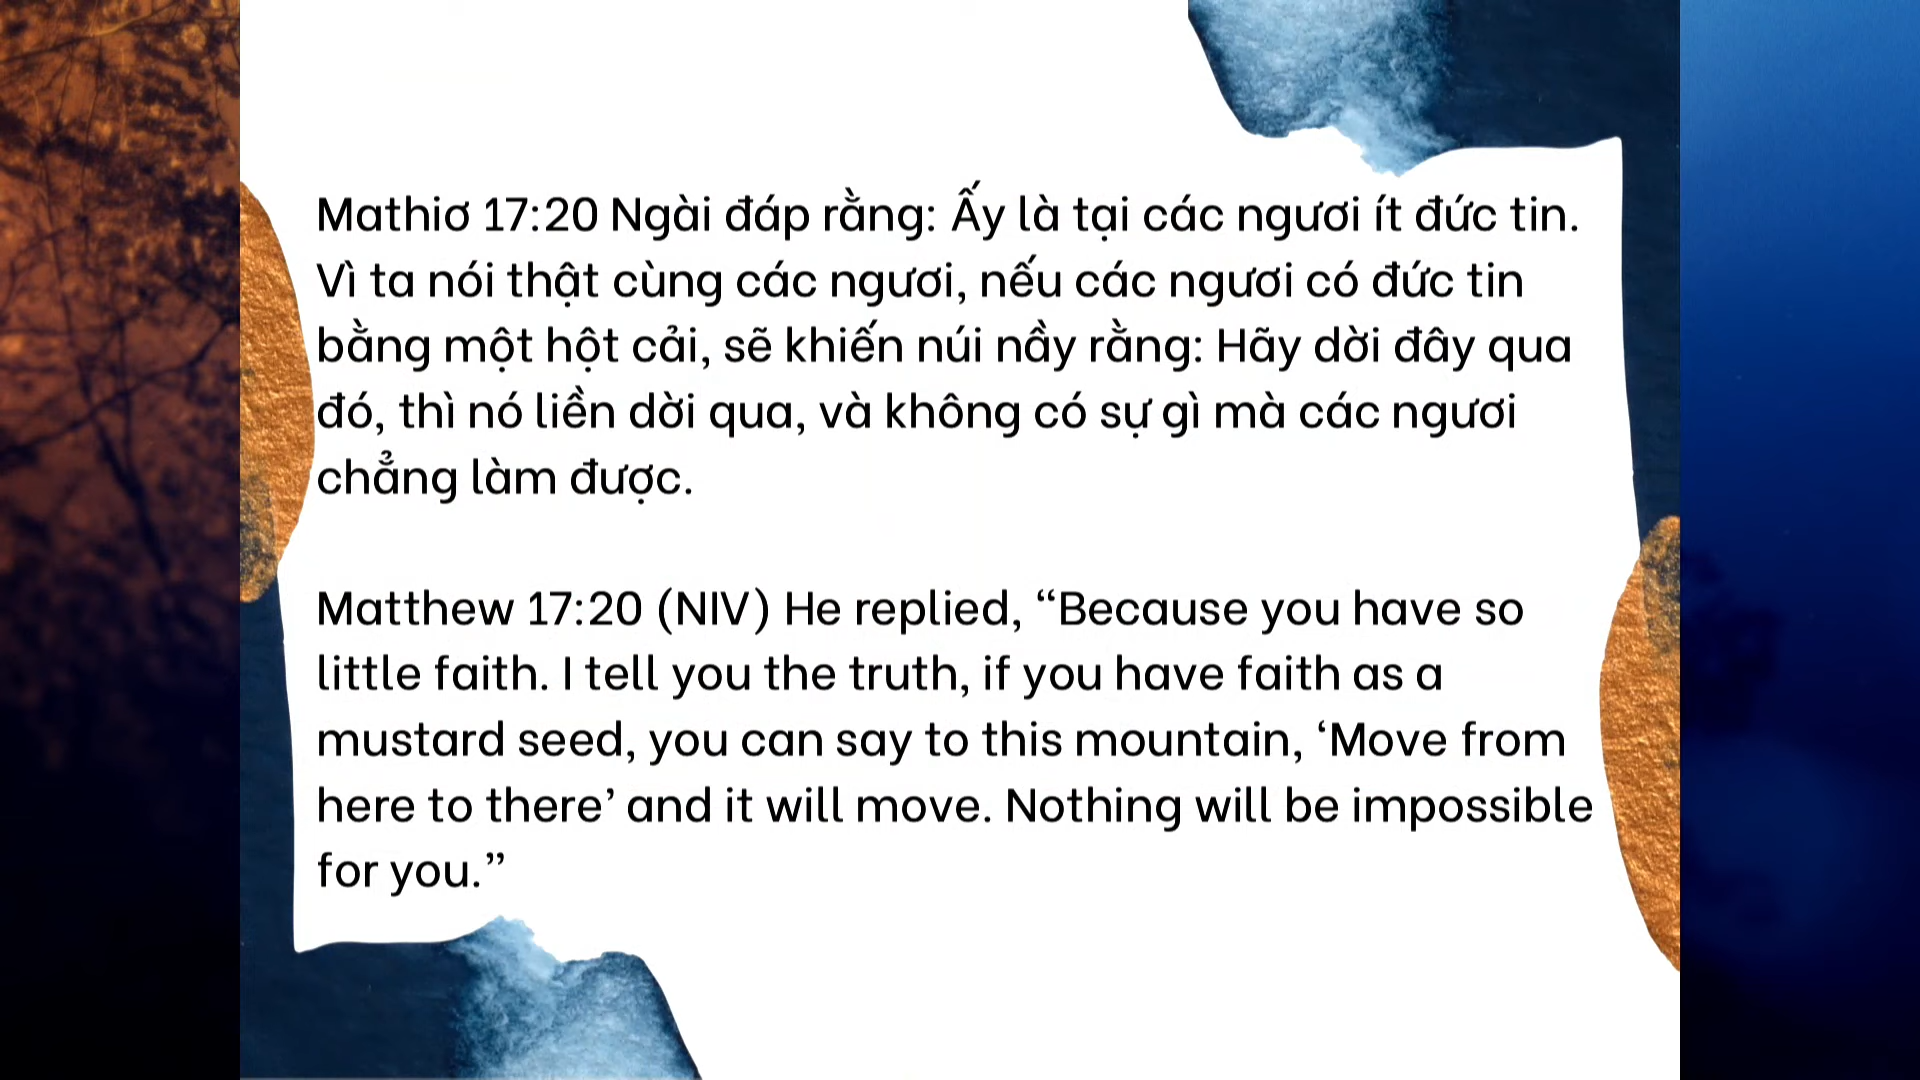 Mathiơ 17:20 Ngài đáp rằng: Ấy là tại các ngươi ít đức tin.
Vì ta nói thật cùng các ngươi, nếu các ngươi có đức tin
bằng một hột cải, sẽ khiến núi nầy rằng: Hãy dời đây qua
đó, thì nó liền dời qua, và không có sự gì mà các ngươi
chẳng làm được.
Matthew 17:20 (NIV) He replied, “Because you have so
little faith. I tell you the truth, if you have faith as a
mustard seed, you can say to this mountain, ‘Move from
here to there’ and it will move. Nothing will be impossible
for you.”